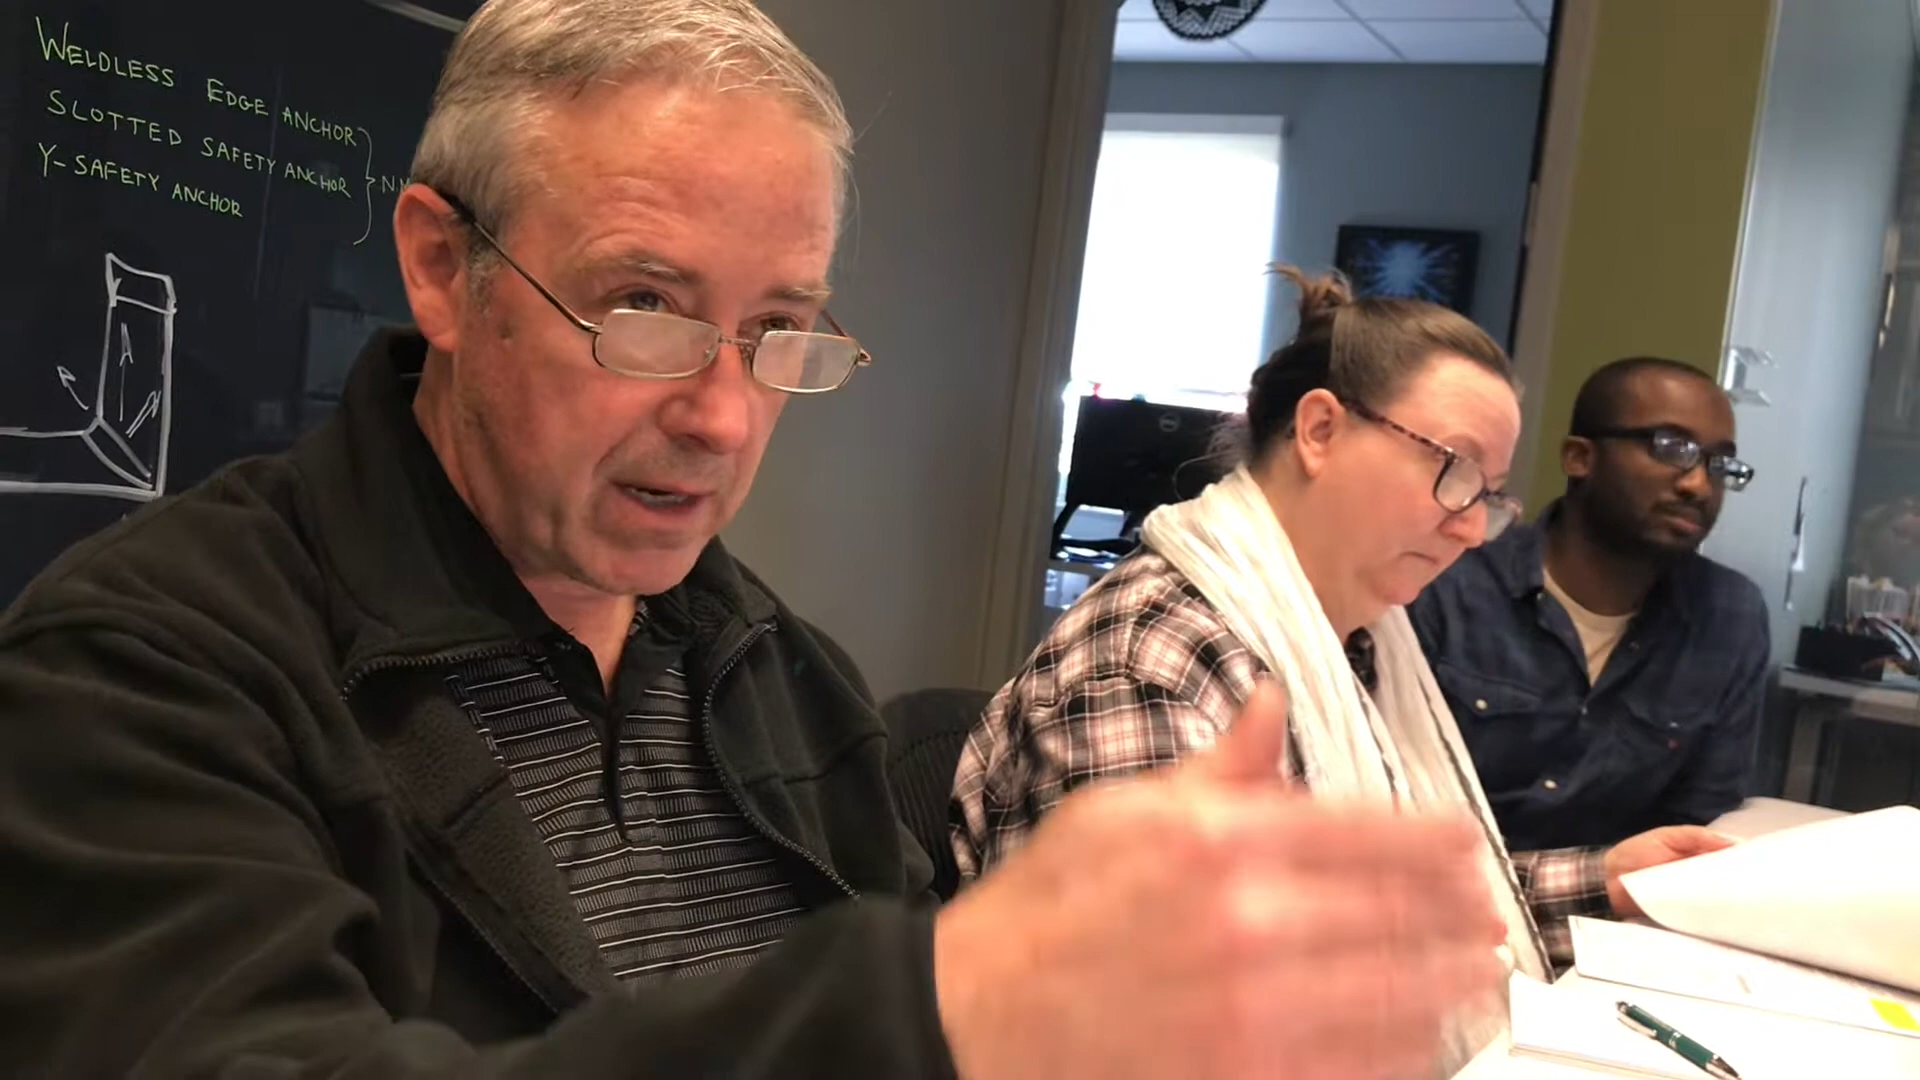 WELDLESS EDGE ANCHOR
SLOTTED SAFETY ANCHOR
Y-SAFETY ANCHOR